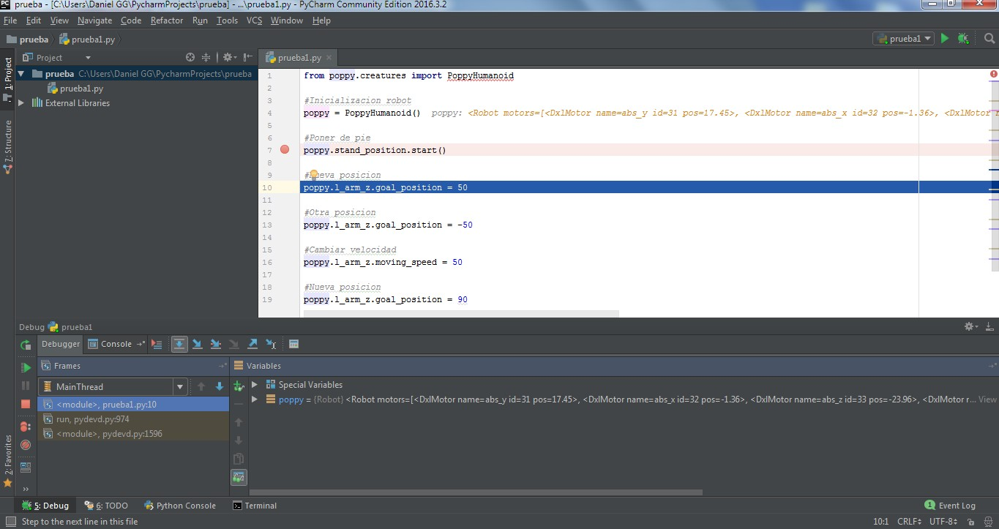 prueba - [C:\Users\Daniel GG\PycharmProjects\prueba] - ...\prueba1.py - PyCharm Community Edition 2016.3.2
File Edit View Navigate Code Refactor Run Tools VCS Window Help
prueba prueba1.py prueba1
1: Project
7: Structure
2: Favorites
Project
prueba C:\Users\Daniel GG\PycharmProjects\prueba
prueba1.py
External Libraries
prueba1.py
1 from poppy.creatures import PoppyHumanoid
2
3 #Inicializacion robot
4 poppy = PoppyHumanoid() poppy: <Robot motors=[<DxlMotor name=abs_y id=31 pos=17.45>, <DxlMotor name=abs_x id=32 pos=-1.36>, <DxlMotor
5
6 #Poner de pie
7 poppy.stand_position.start()
8
9 #Nueva posicion
10 poppy.l_arm_z.goal_position = 50
11
12 #Otra posicion
13 poppy.l_arm_z.goal_position = -50
14
15 #Cambiar velocidad
16 poppy.l_arm_z.moving_speed = 50
17
18 #Nueva posicion
19 poppy.l_arm_z.goal_position = 90
Debug prueba1
Debugger Console
Frames
MainThread
<module>, prueba1.py:10
run, pydevd.py:974
<module>, pydevd.py:1596
Variables
Special Variables
poppy = {Robot} <Robot motors=[<DxlMotor name=abs_y id=31 pos=17.45>, <DxlMotor name=abs_x id=32 pos=-1.36>, <DxlMotor name=abs_z id=33 pos=-23.96>, <DxlMotor r... View
5: Debug 6: TODO Python Console Terminal 1 Event Log
Step to the next line in this file 10:1 CRLF UTF-8